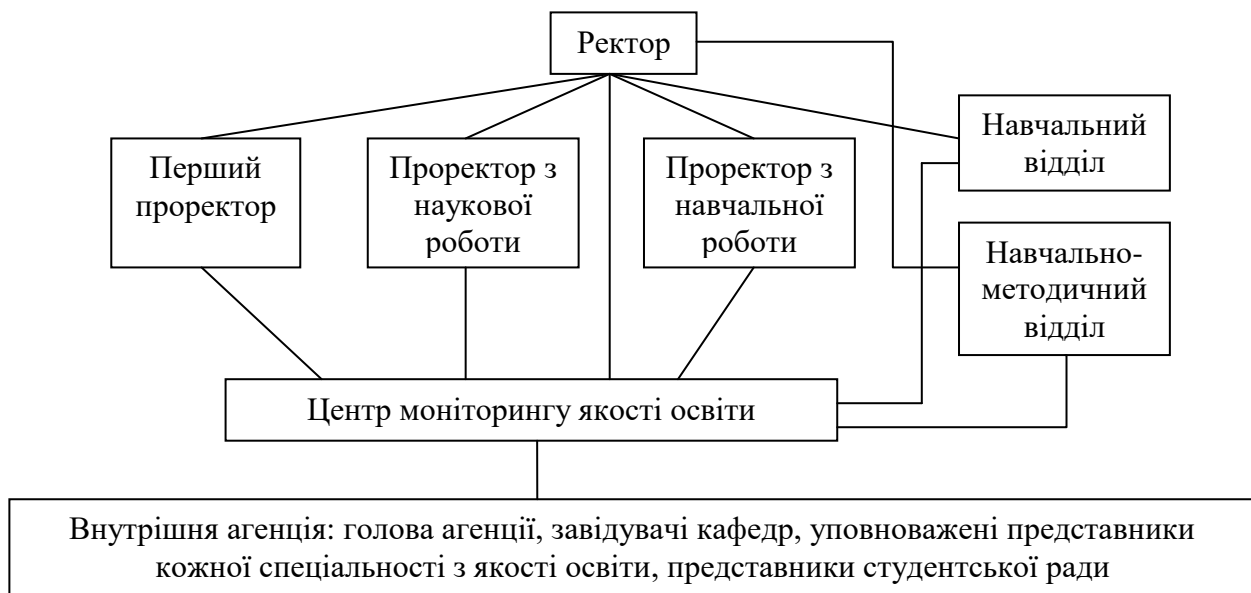 Ректор
Перший
проректор
Проректор з
наукової
роботи
Проректор з
навчальної
роботи
Навчальний
відділ
Навчально-
методичний
відділ
Центр моніторингу якості освіти
Внутрішня агенція: голова агенції, завідувачі кафедр, уповноважені представники
кожної спеціальності з якості освіти, представники студентської ради